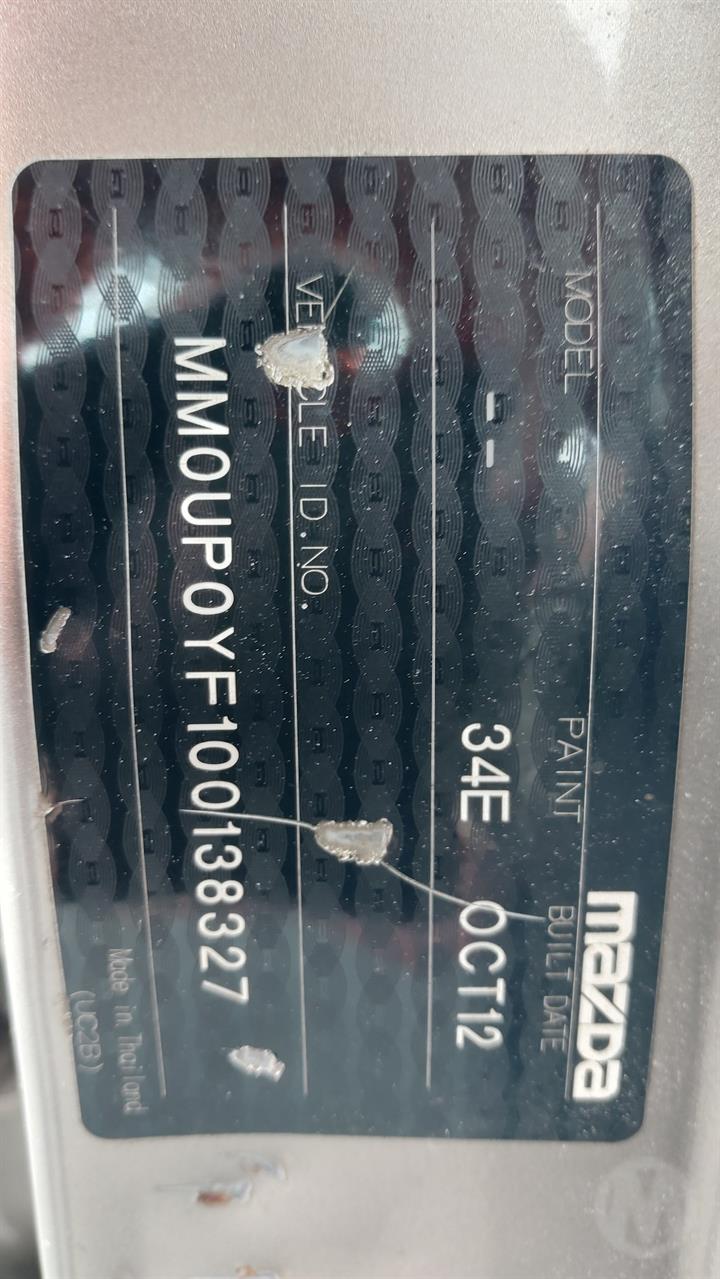 mazda
MODEL PAINT BUILT DATE
-- 34E OCT12
VEHICLE ID.NO.
MM0UP0YF100138327
Made in Thailand
(UC2B)